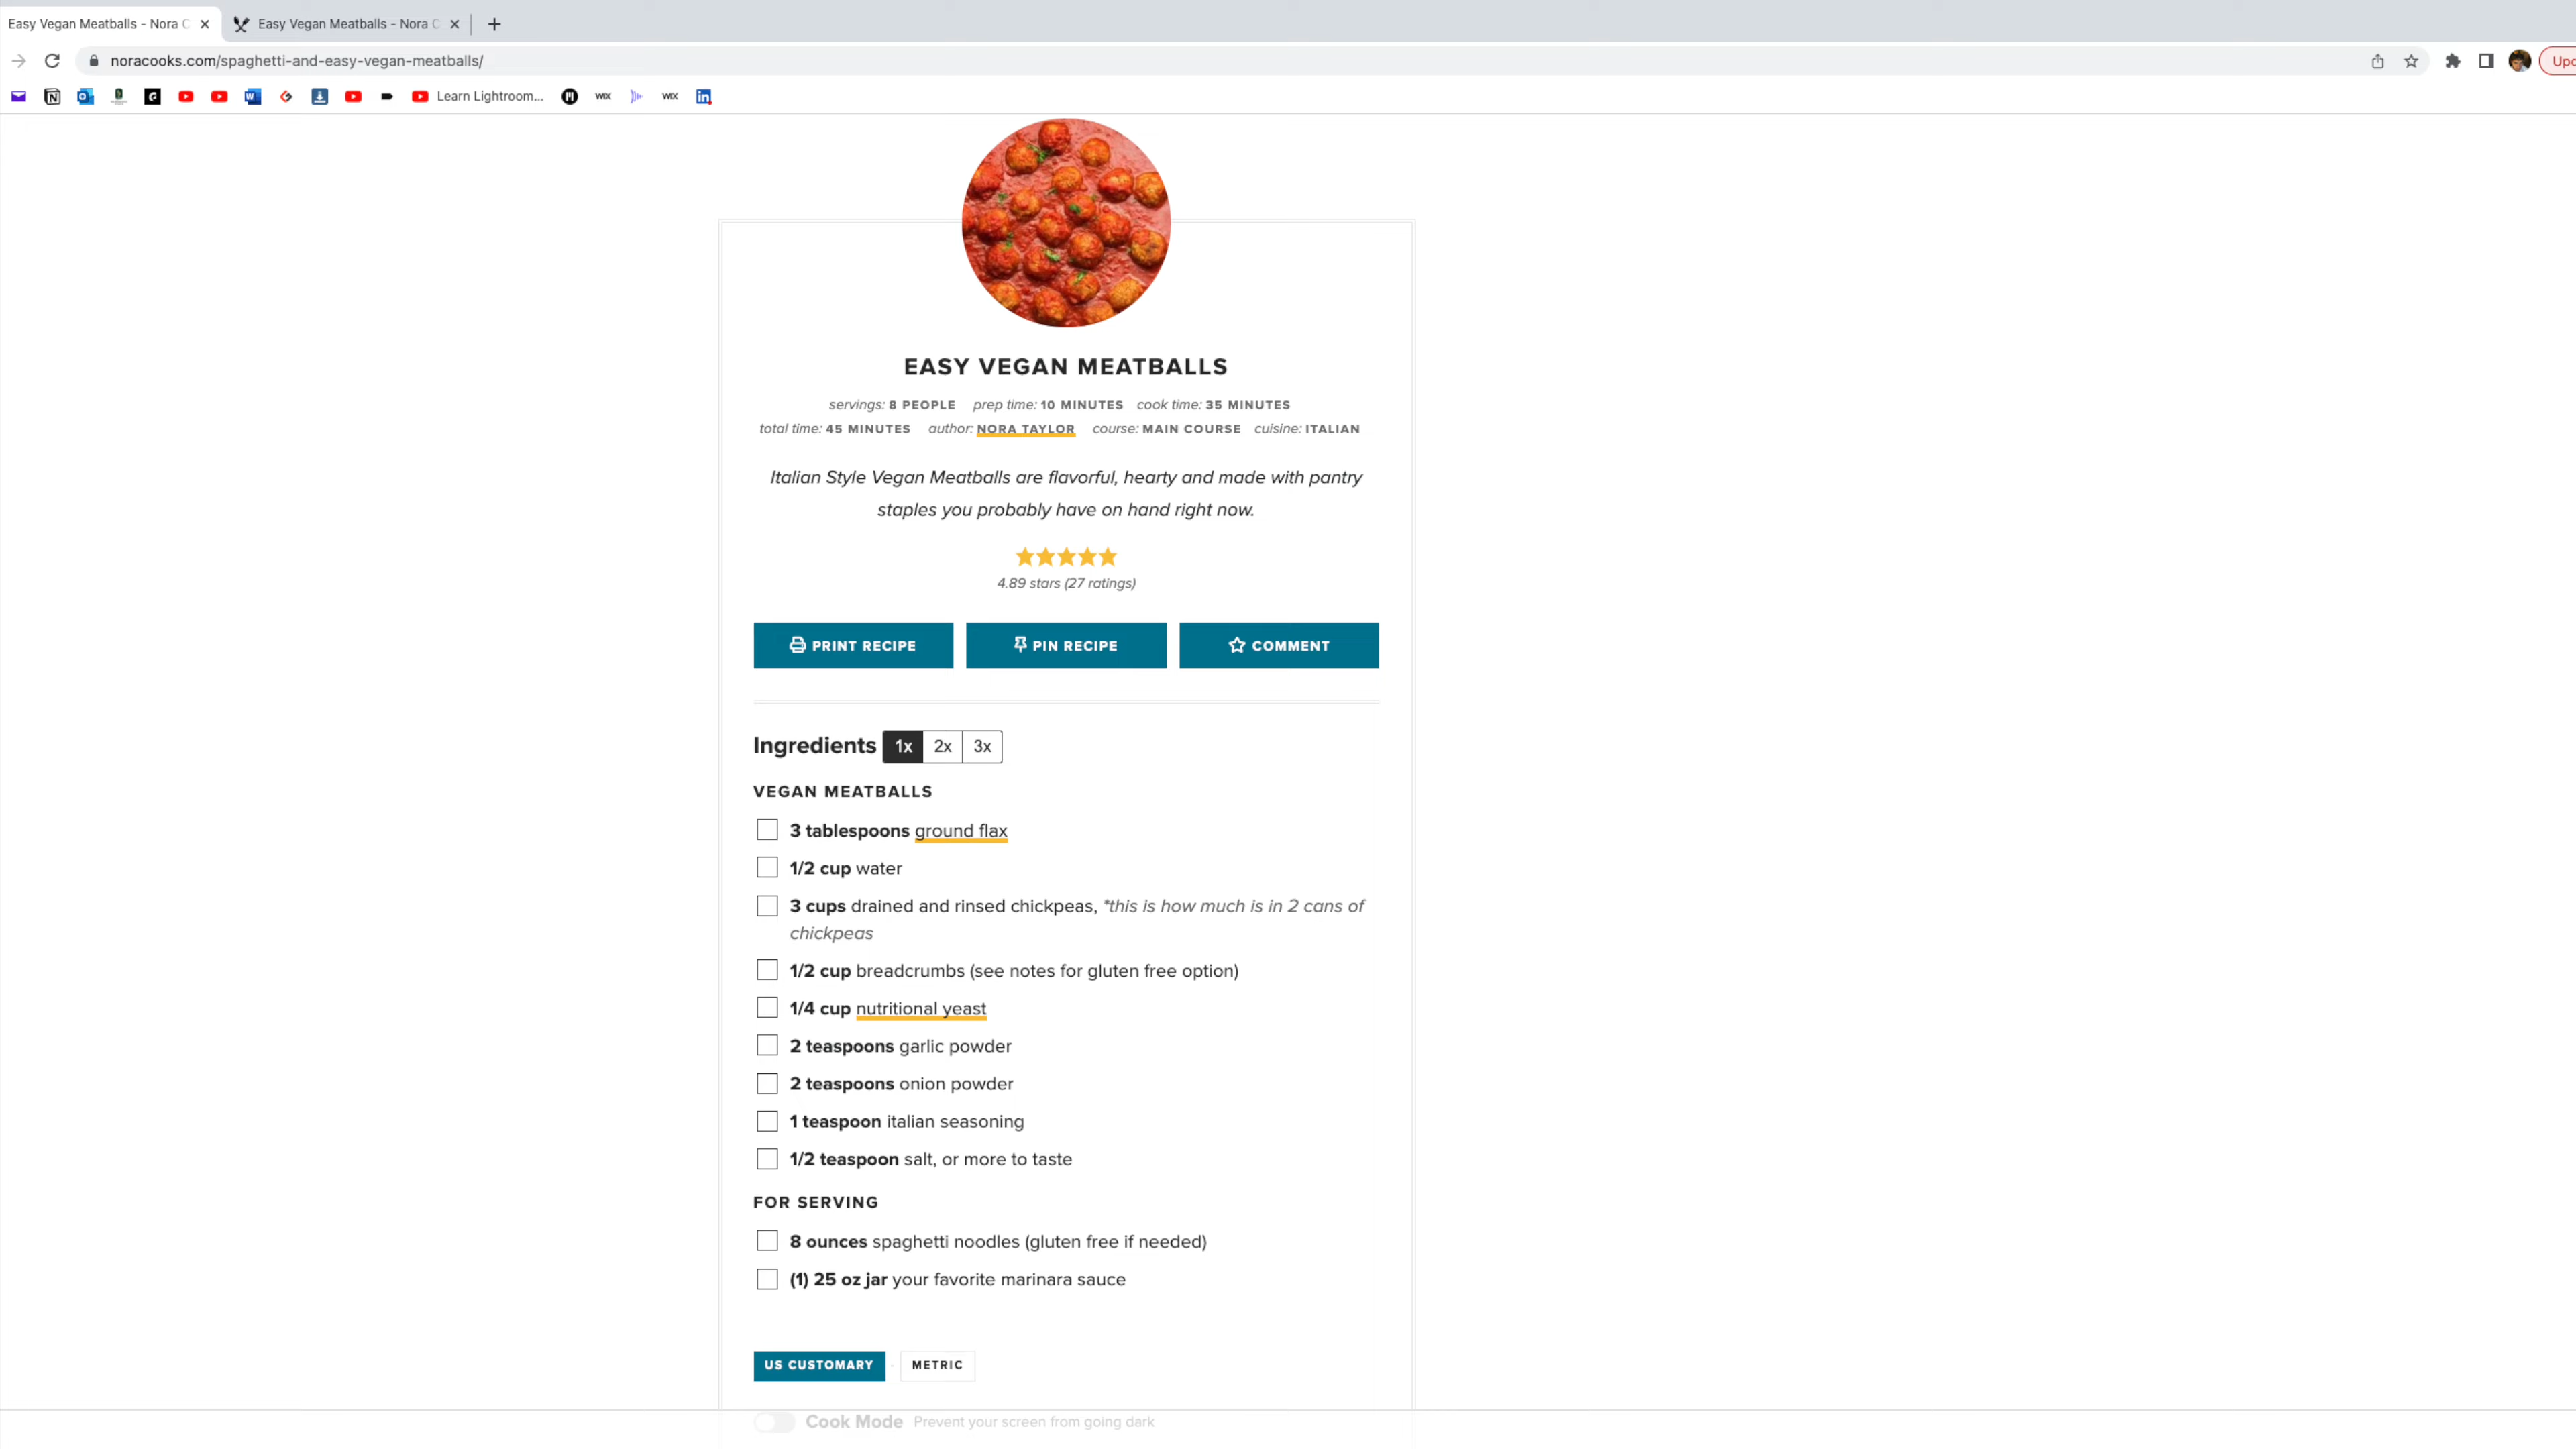 Easy Vegan Meatballs - Nora C
Easy Vegan Meatballs - Nora C
noracooks.com/spaghetti-and-easy-vegan-meatballs/
Upd
Learn Lightroom...
WIX
WIX
in
EASY VEGAN MEATBALLS
servings: 8 PEOPLE prep time: 10 MINUTES cook time: 35 MINUTES
total time: 45 MINUTES author: NORA TAYLOR course: MAIN COURSE cuisine: ITALIAN
Italian Style Vegan Meatballs are flavorful, hearty and made with pantry
staples you probably have on hand right now.
4.89 stars (27 ratings)
PRINT RECIPE
PIN RECIPE
COMMENT
Ingredients 1x 2x 3x
VEGAN MEATBALLS
3 tablespoons ground flax
1/2 cup water
3 cups drained and rinsed chickpeas, *this is how much is in 2 cans of
chickpeas
1/2 cup breadcrumbs (see notes for gluten free option)
1/4 cup nutritional yeast
2 teaspoons garlic powder
2 teaspoons onion powder
1 teaspoon italian seasoning
1/2 teaspoon salt, or more to taste
FOR SERVING
8 ounces spaghetti noodles (gluten free if needed)
(1) 25 oz jar your favorite marinara sauce
US CUSTOMARY
METRIC
Cook Mode Prevent your screen from going dark